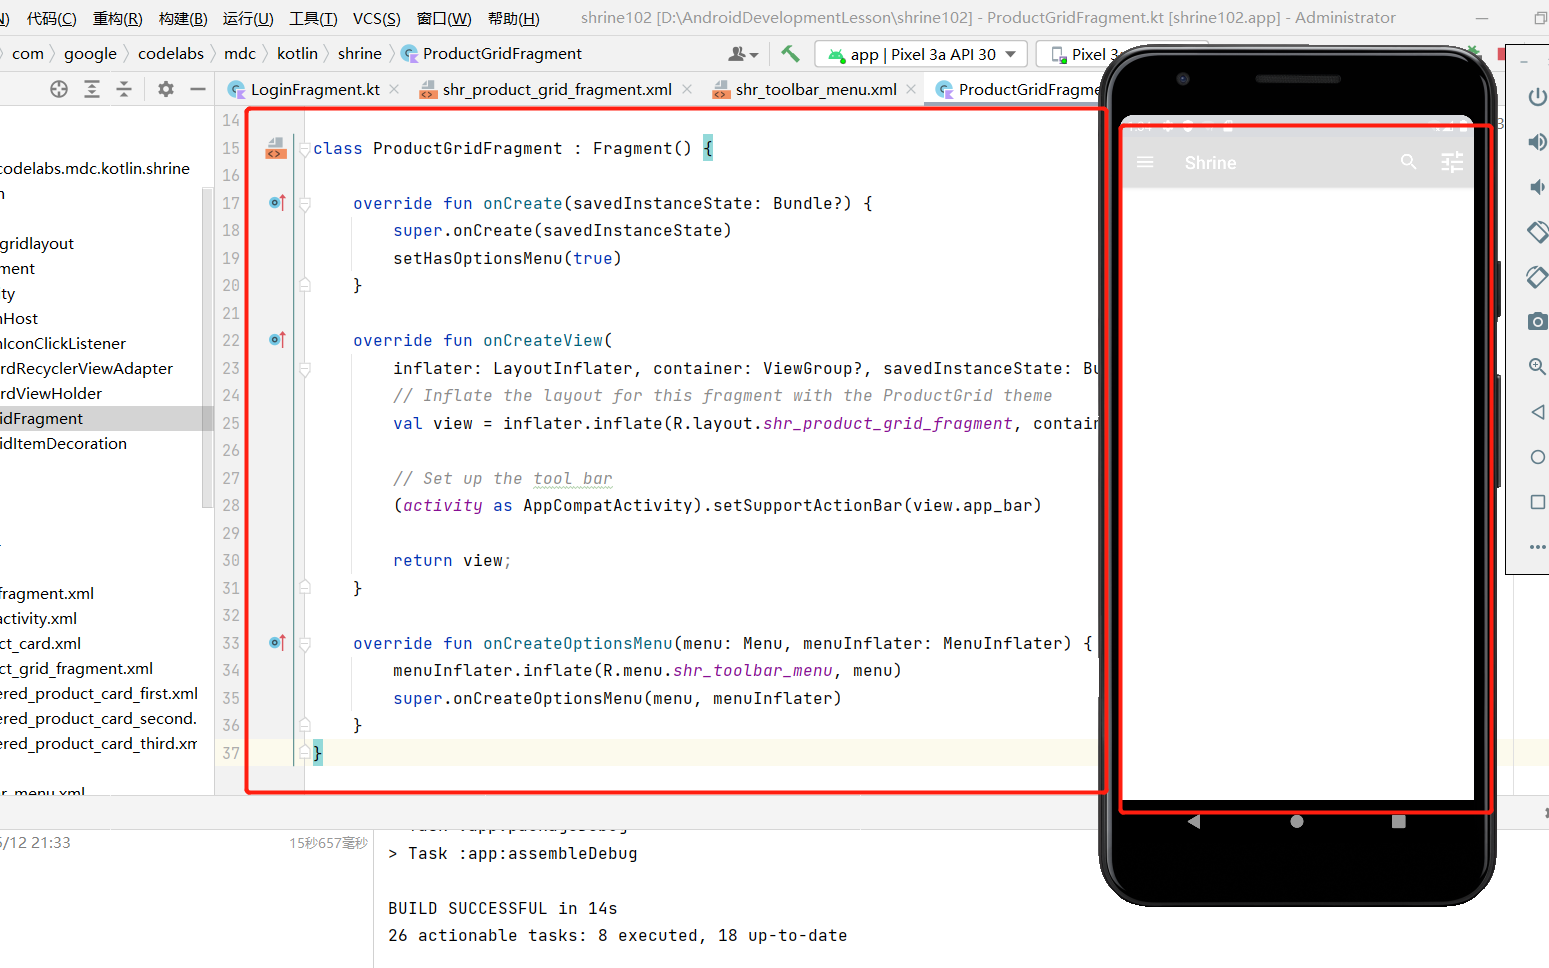 代码(C) 重构(R) 构建(B) 运行(U) 工具(T) VCS(S) 窗口(W) 帮助(H) shrine102 [D:\AndroidDevelopmentLesson\shrine102] - ProductGridFragment.kt [shrine102.app] - Administrator
com google codelabs mdc kotlin shrine ProductGridFragment app | Pixel 3a API 30 Pixel 3a
LoginFragment.kt shr_product_grid_fragment.xml shr_toolbar_menu.xml ProductGridFragme
codelabs.mdc.kotlin.shrine
gridlayout
ment
ty
nHost
nIconClickListener
rdRecyclerViewAdapter
rdViewHolder
idFragment
idItemDecoration
fragment.xml
activity.xml
ct_card.xml
ct_grid_fragment.xml
ered_product_card_first.xml
ered_product_card_second.
ered_product_card_third.xm
r_menu.xml
14
15 class ProductGridFragment : Fragment() {
16
17 override fun onCreate(savedInstanceState: Bundle?) {
18 super.onCreate(savedInstanceState)
19 setHasOptionsMenu(true)
20 }
21
22 override fun onCreateView(
23 inflater: LayoutInflater, container: ViewGroup?, savedInstanceState: Bu
24 // Inflate the layout for this fragment with the ProductGrid theme
25 val view = inflater.inflate(R.layout.shr_product_grid_fragment, contain
26
27 // Set up the tool bar
28 (activity as AppCompatActivity).setSupportActionBar(view.app_bar)
29
30 return view;
31 }
32
33 override fun onCreateOptionsMenu(menu: Menu, menuInflater: MenuInflater) {
34 menuInflater.inflate(R.menu.shr_toolbar_menu, menu)
35 super.onCreateOptionsMenu(menu, menuInflater)
36 }
37 }
Shrine
/12 21:33 15秒657毫秒
> Task :app:assembleDebug
BUILD SUCCESSFUL in 14s
26 actionable tasks: 8 executed, 18 up-to-date